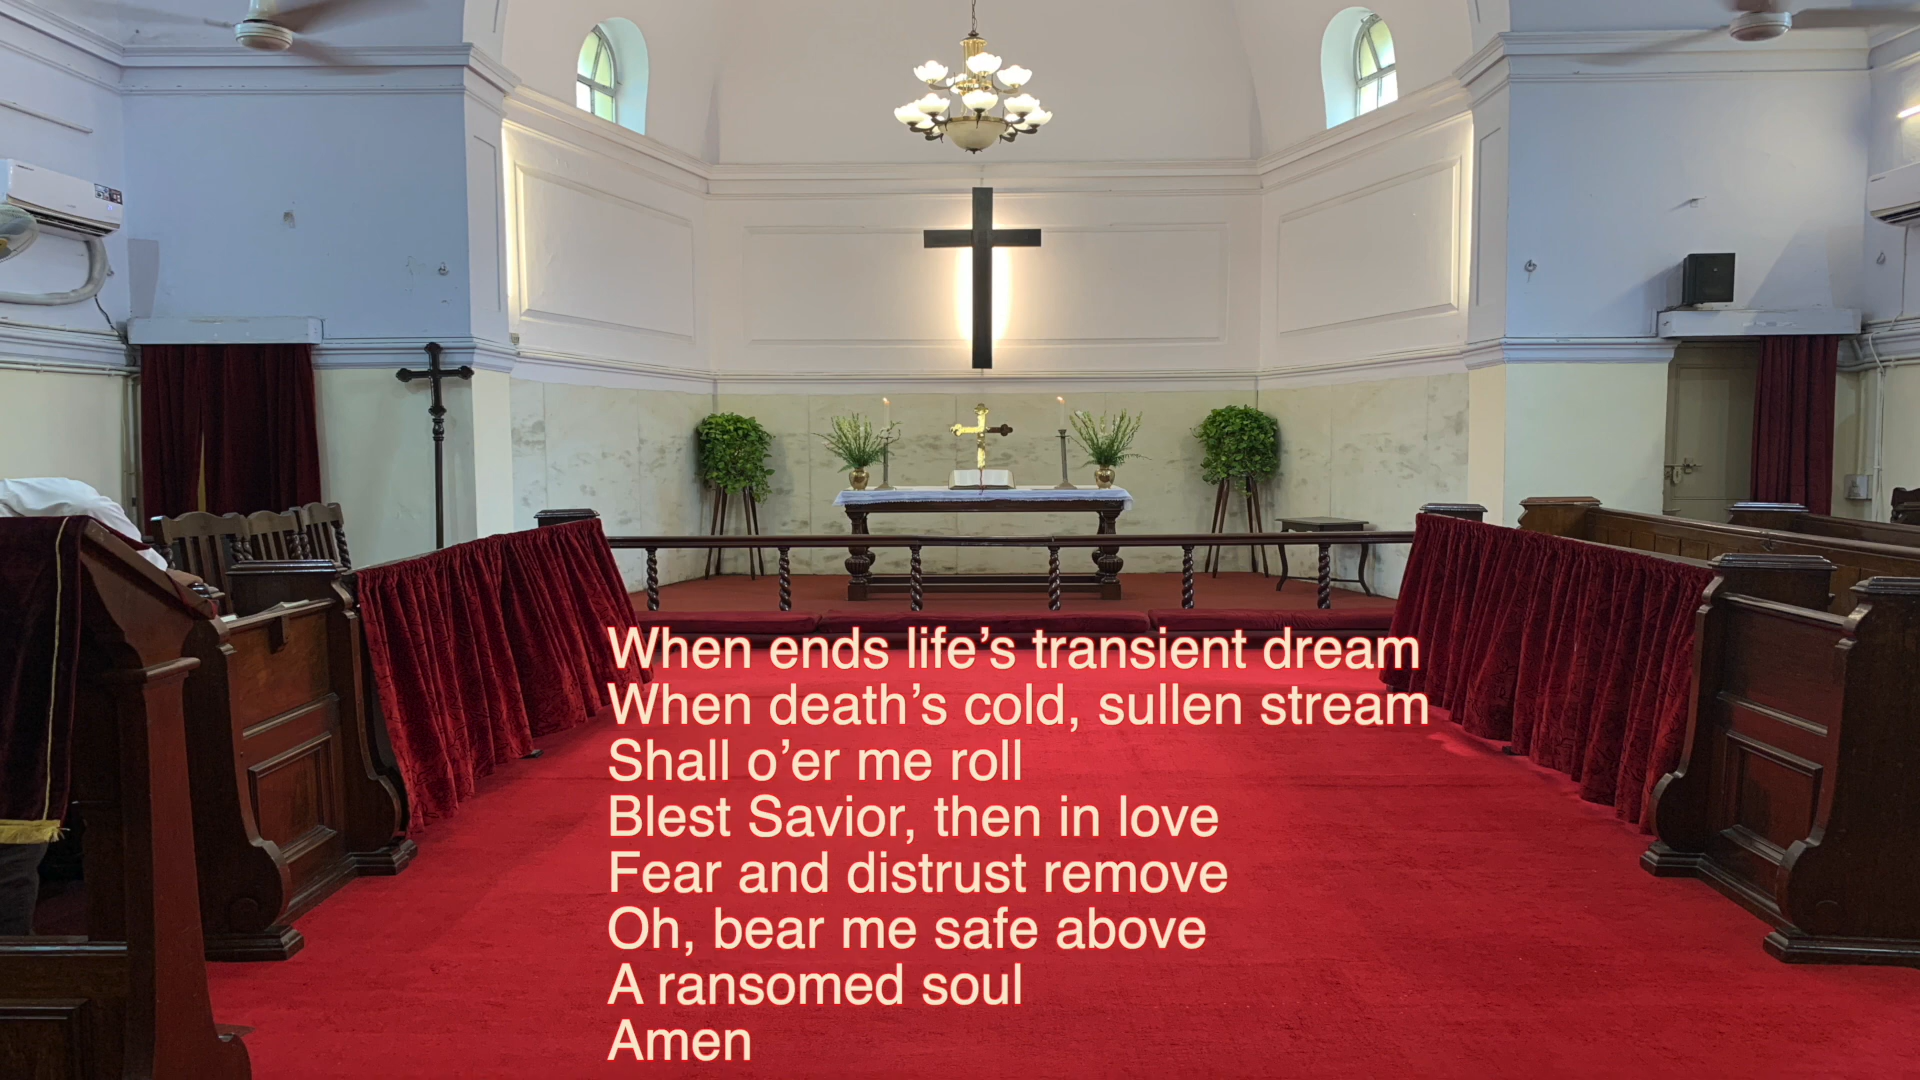 When ends life’s transient dream
When death’s cold, sullen stream
Shall o’er me roll
Blest Savior, then in love
Fear and distrust remove
Oh, bear me safe above
A ransomed soul
Amen